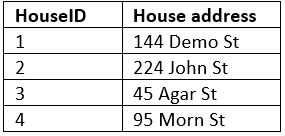 HouseID House address
1 144 Demo St
2 224 John St
3 45 Agar St
4 95 Morn St